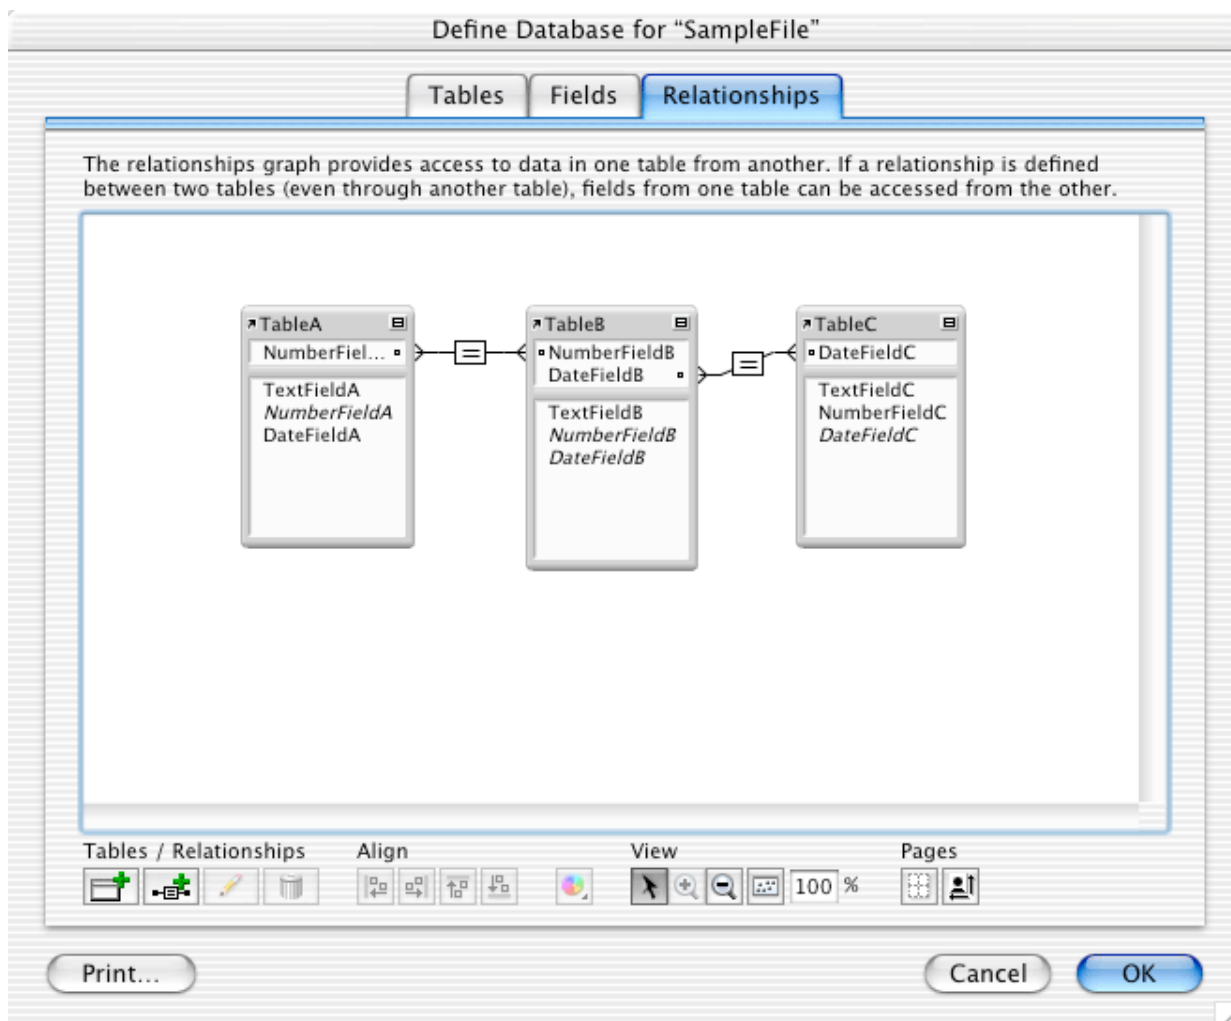 Define Database for “SampleFile”
Tables Fields Relationships
The relationships graph provides access to data in one table from another. If a relationship is defined
between two tables (even through another table), fields from one table can be accessed from the other.
TableA
NumberFiel...
TextFieldA
NumberFieldA
DateFieldA
=
TableB
NumberFieldB
DateFieldB
TextFieldB
NumberFieldB
DateFieldB
=
TableC
DateFieldC
TextFieldC
NumberFieldC
DateFieldC
Tables / Relationships Align View Pages
100 %
Print... Cancel OK